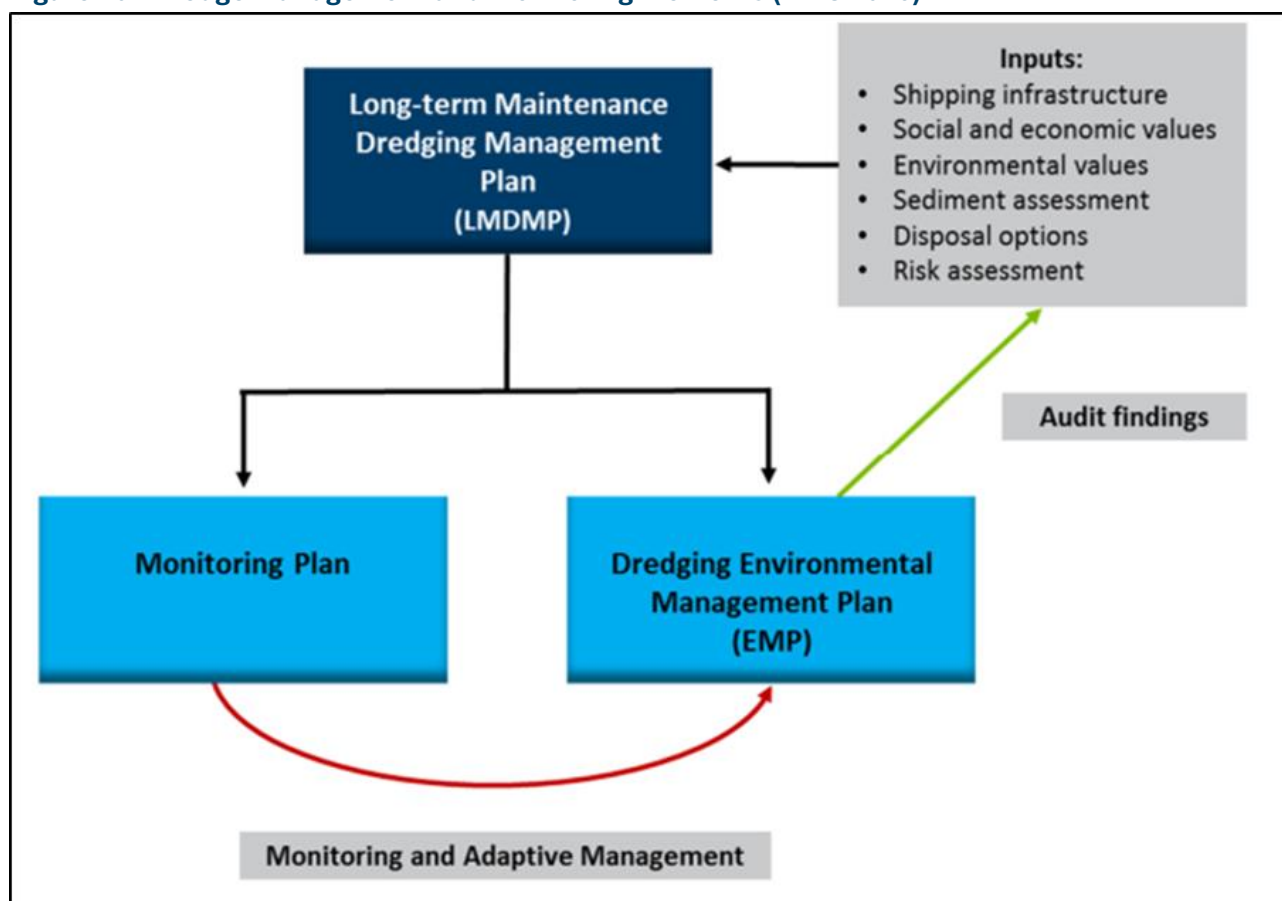 Inputs:
• Shipping infrastructure
• Social and economic values
• Environmental values
• Sediment assessment
• Disposal options
• Risk assessment
Long-term Maintenance
Dredging Management
Plan
(LMDMP)
Audit findings
Monitoring Plan
Dredging Environmental
Management Plan
(EMP)
Monitoring and Adaptive Management